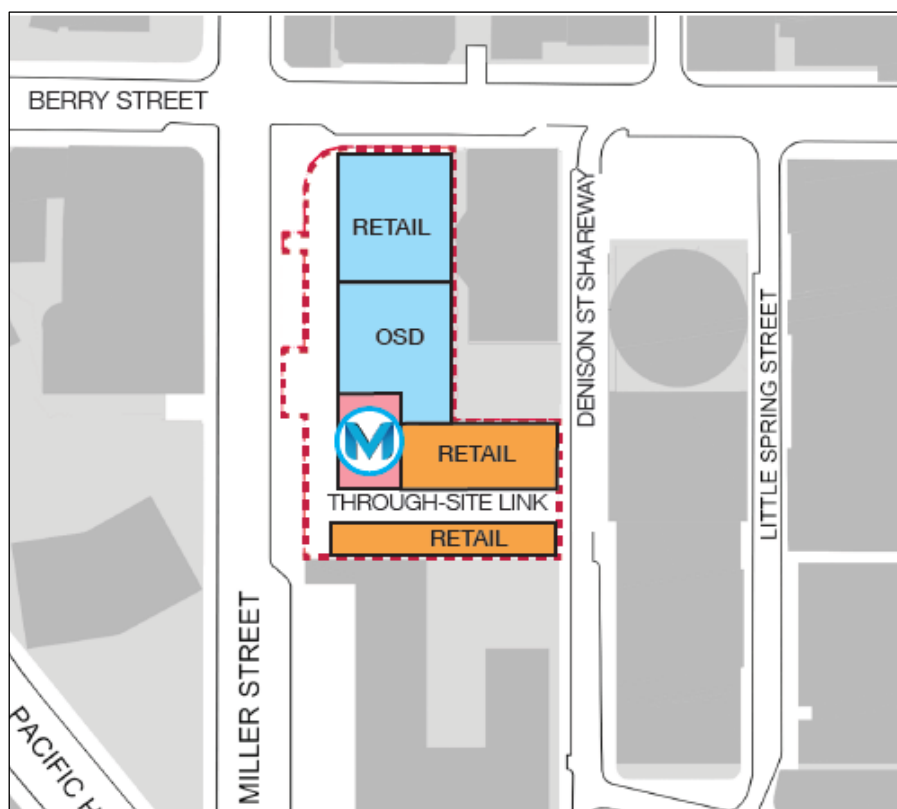 BERRY STREET
RETAIL
OSD
DENISON ST SHAREWAY
LITTLE SPRING STREET
M
RETAIL
THROUGH-SITE LINK
RETAIL
MILLER STREET
PACIFIC H